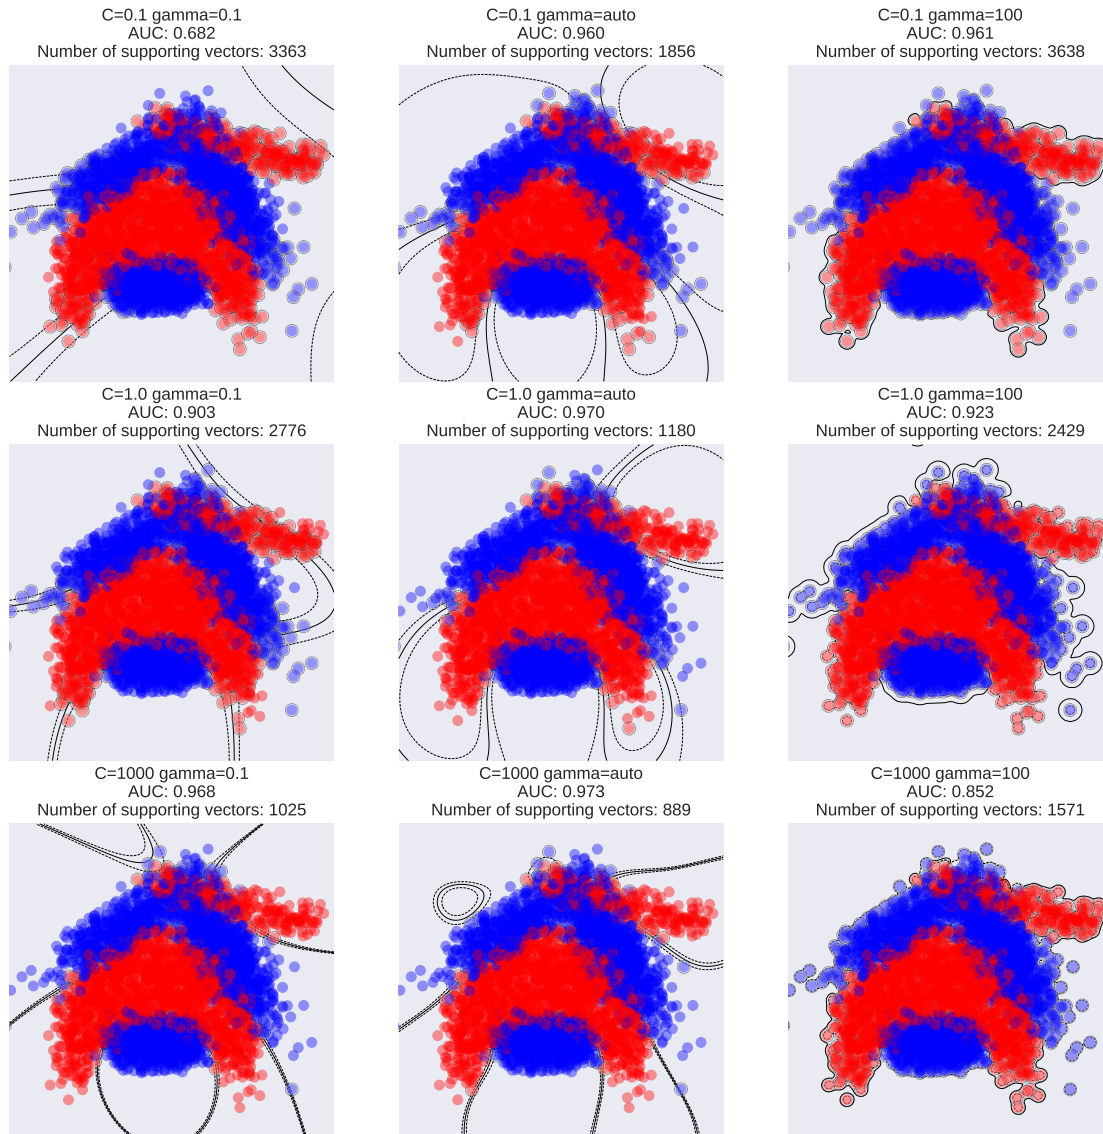 C=0.1 gamma=0.1
AUC: 0.682
Number of supporting vectors: 3363
C=0.1 gamma=auto
AUC: 0.960
Number of supporting vectors: 1856
C=0.1 gamma=100
AUC: 0.961
Number of supporting vectors: 3638
C=1.0 gamma=0.1
AUC: 0.903
Number of supporting vectors: 2776
C=1.0 gamma=auto
AUC: 0.970
Number of supporting vectors: 1180
C=1.0 gamma=100
AUC: 0.923
Number of supporting vectors: 2429
C=1000 gamma=0.1
AUC: 0.968
Number of supporting vectors: 1025
C=1000 gamma=auto
AUC: 0.973
Number of supporting vectors: 889
C=1000 gamma=100
AUC: 0.852
Number of supporting vectors: 1571